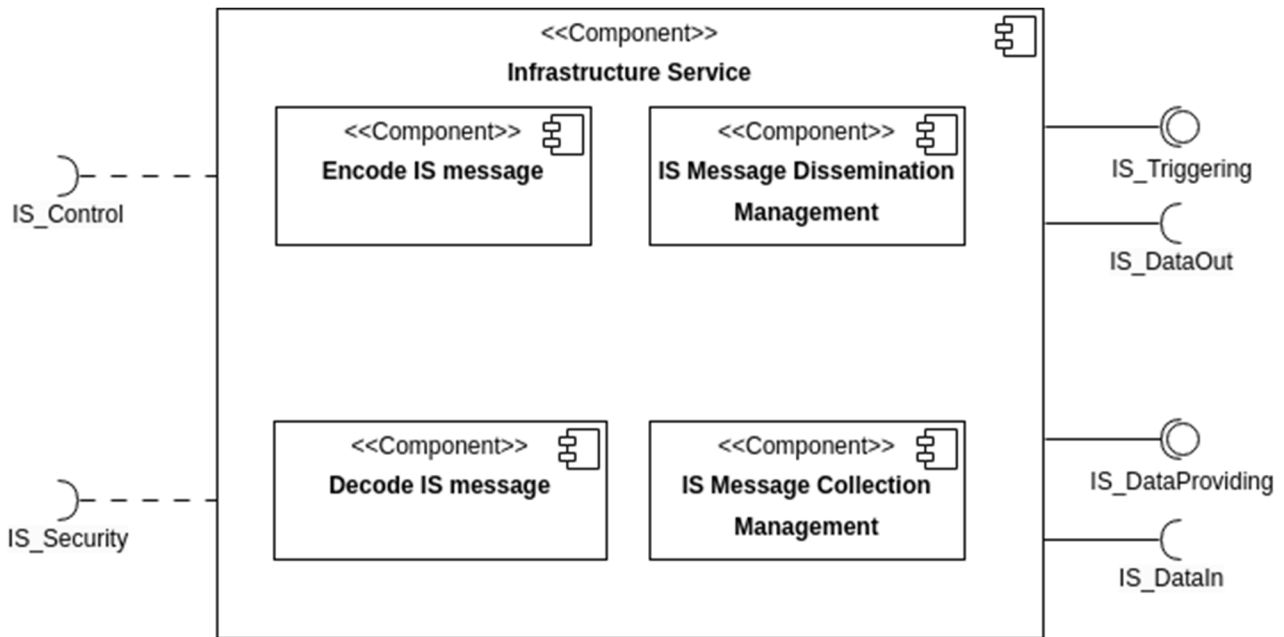 <<Component>>
Infrastructure Service
<<Component>>
Encode IS message
<<Component>>
IS Message Dissemination
Management
IS_Control
IS_Triggering
IS_DataOut
<<Component>>
Decode IS message
<<Component>>
IS Message Collection
Management
IS_Security
IS_DataProviding
IS_DataIn